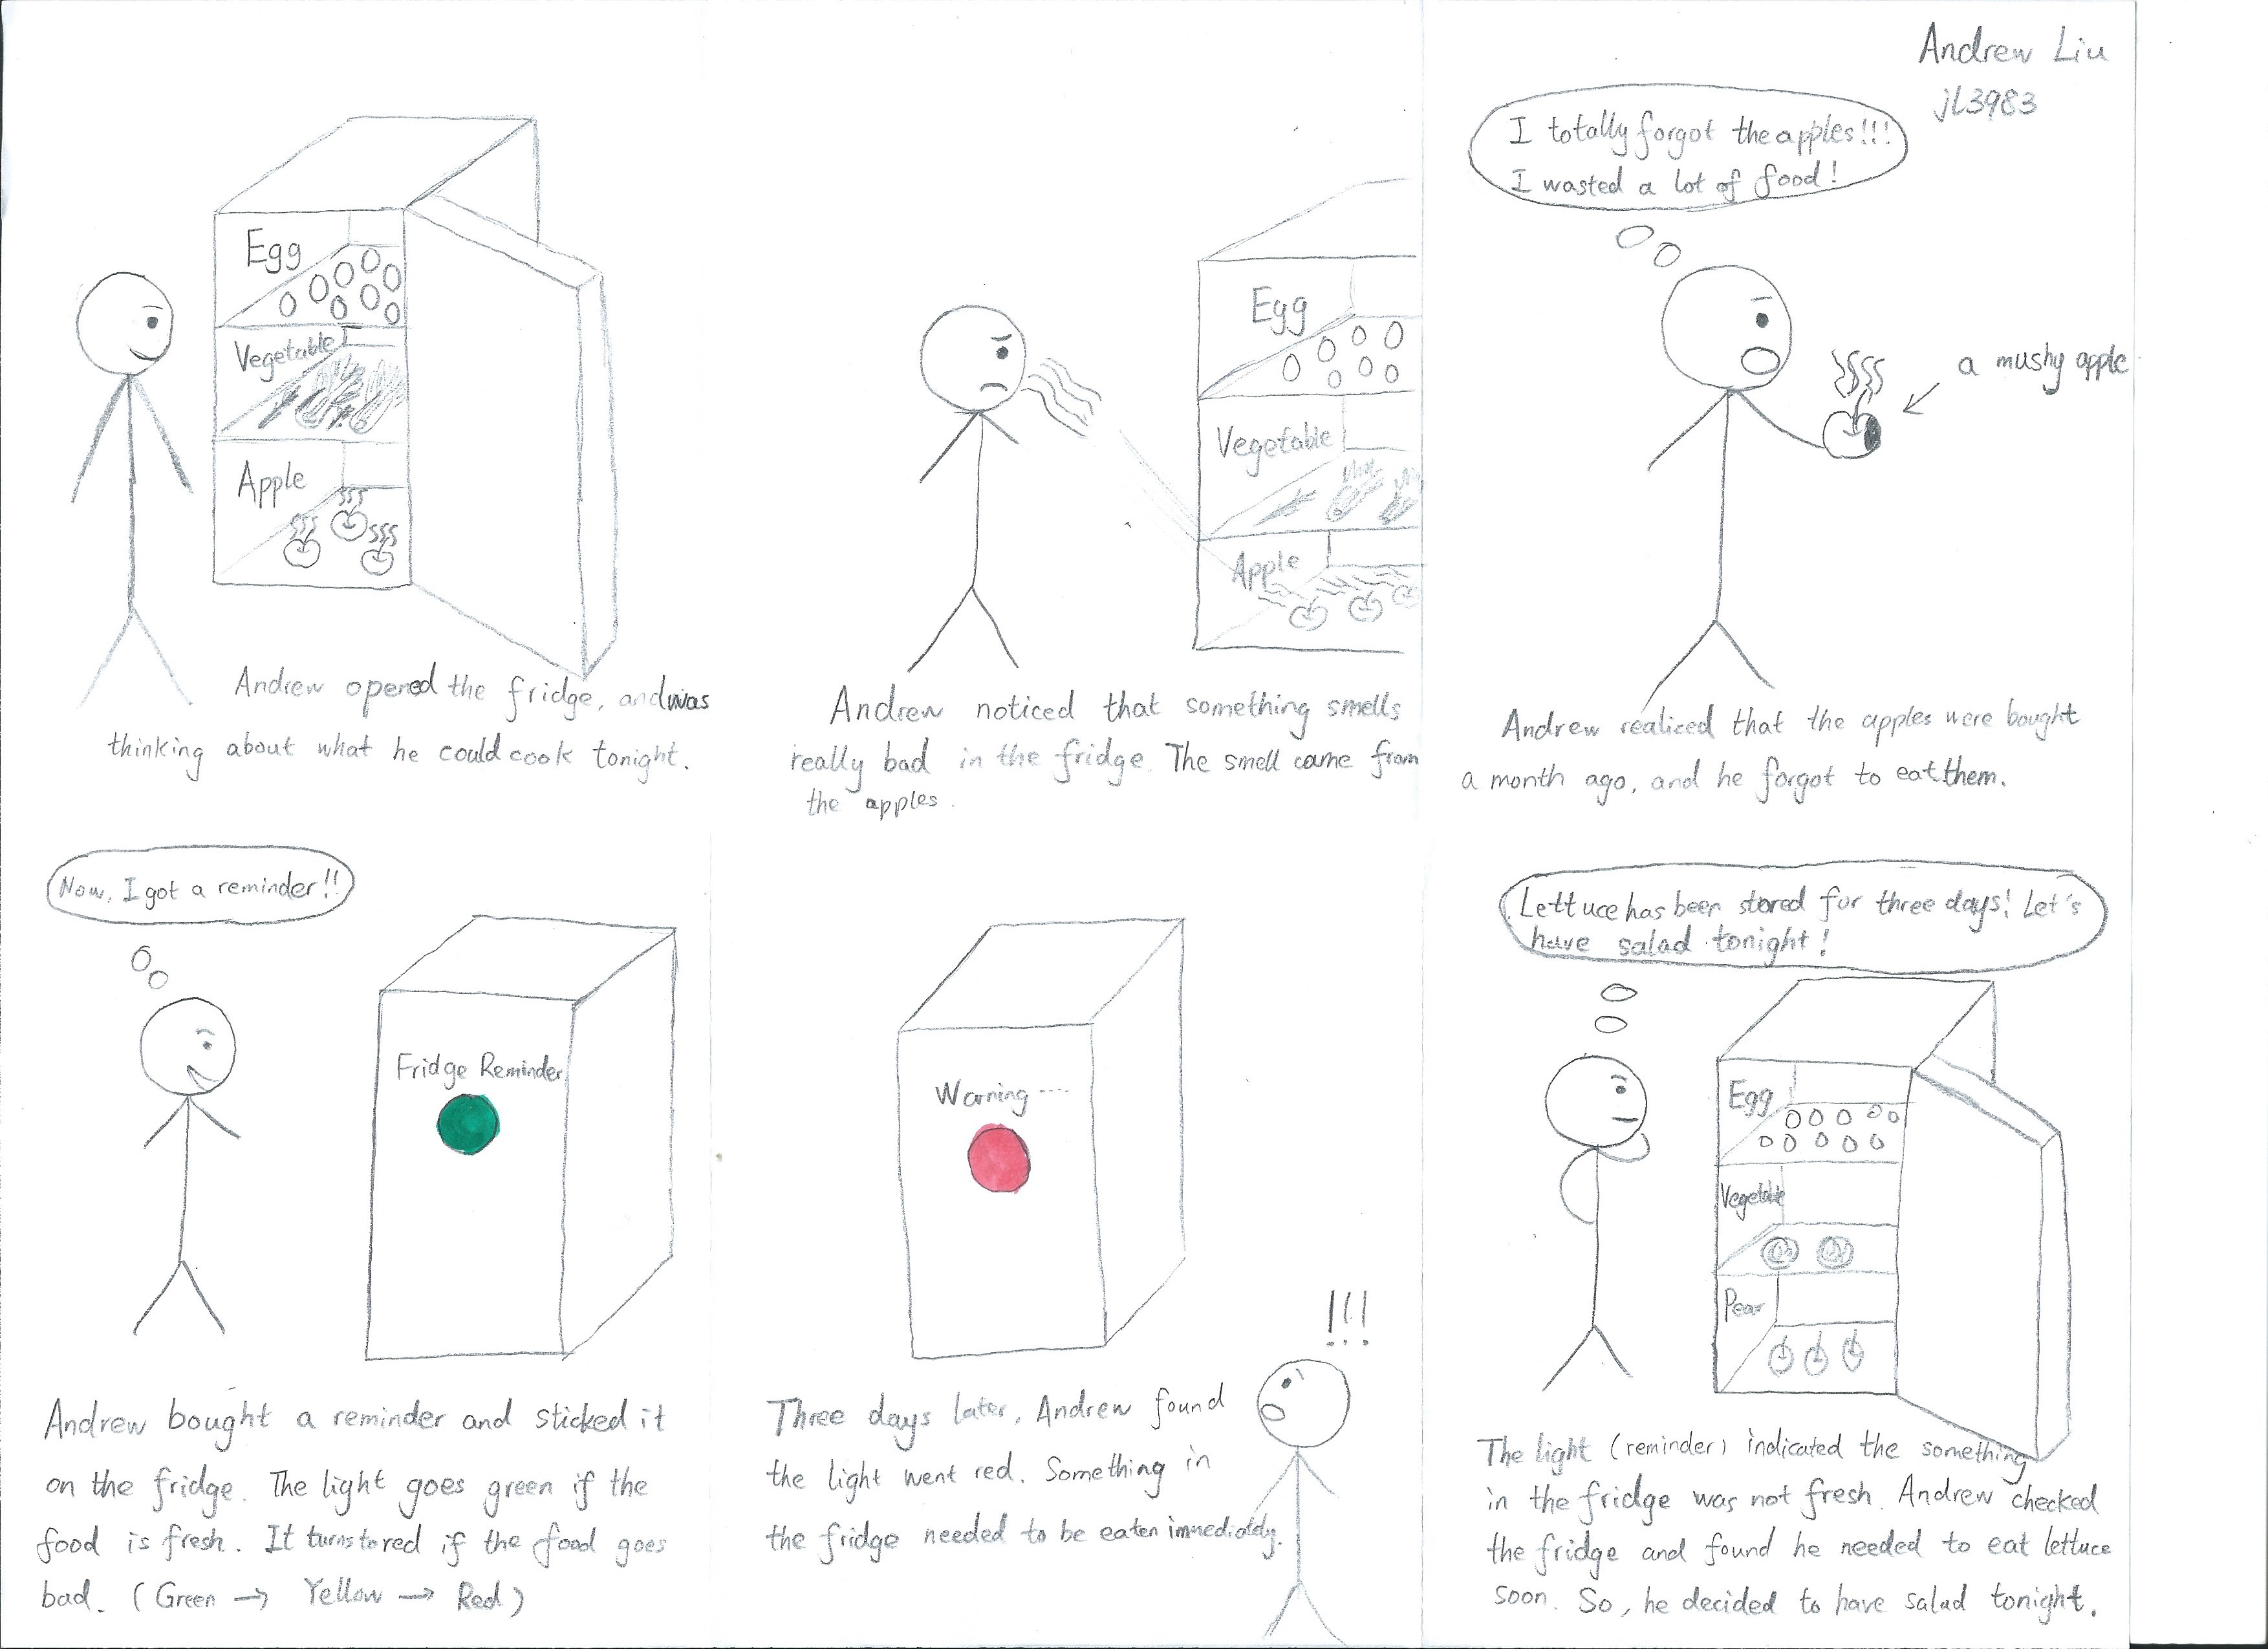 Andrew Liu
jL3983
Egg
Vegetable
Apple
Andrew opened the fridge, and was
thinking about what he could cook tonight.
Egg
Vegetable
Apple
Andrew noticed that something smells
really bad in the fridge. The smell came from
the apples.
I totally forgot the apples!!!
I wasted a lot of food!
a mushy apple
Andrew realized that the apples were bought
a month ago, and he forgot to eat them.
Now, I got a reminder!!
Fridge Reminder
Andrew bought a reminder and sticked it
on the fridge. The light goes green if the
food is fresh. It turns to red if the food goes
bad. (Green → Yellow → Red)
Warning ----
!!!
Three days later, Andrew found
the light went red. Something in
the fridge needed to be eaten immediately.
Lettuce has been stored for three days! Let's
have salad tonight!
Egg
Vegetable
Pear
The light (reminder) indicated the something
in the fridge was not fresh. Andrew checked
the fridge and found he needed to eat lettuce
soon. So, he decided to have salad tonight.